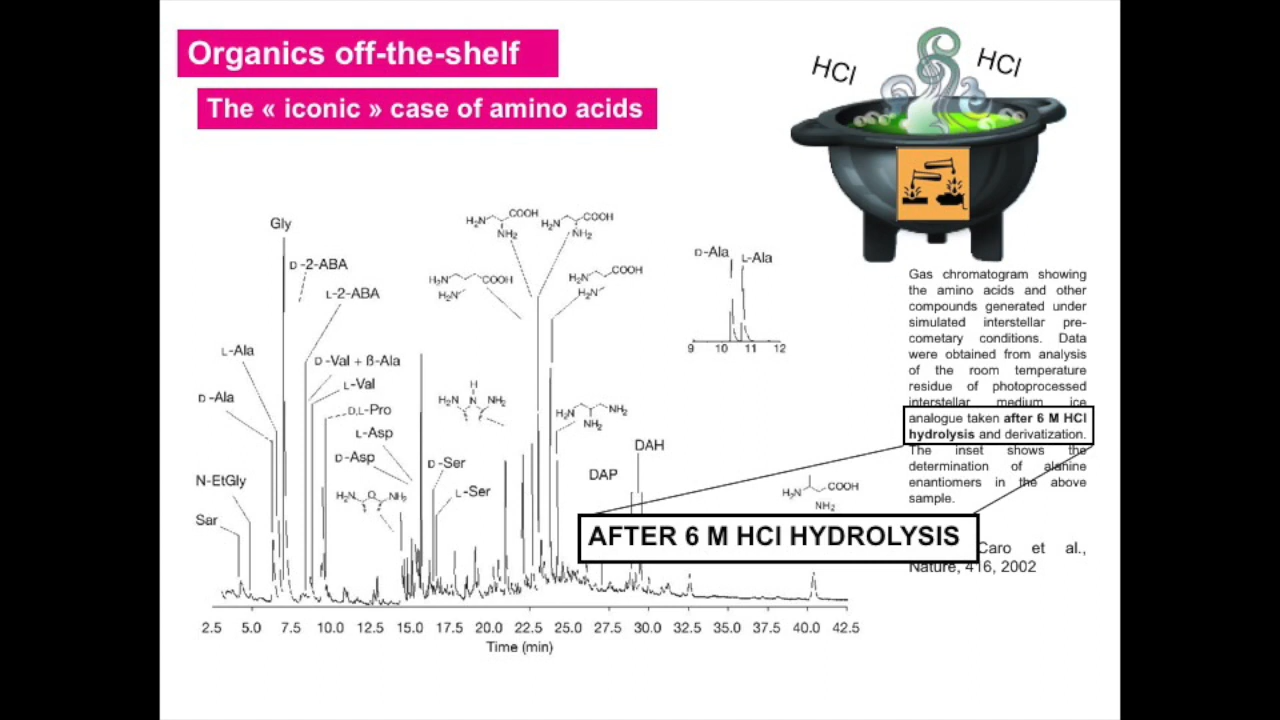 Organics off-the-shelf
The « iconic » case of amino acids
HCl
HCl
Gly
D-2-ABA
L-2-ABA
L-Ala
D-Val + ß-Ala
L-Val
D-Ala
D,L-Pro
L-Asp
D-Asp
D-Ser
L-Ser
N-EtGly
Sar
H₂N
COOH
NH₂
H₂N
COOH
NH₂
H₂N
COOH
H₂N
H₂N
COOH
H₂N
H
H₂N
N
NH₂
H₂N
NH₂
NH₂
H₂N
O
NH₂
DAH
DAP
H₂N
COOH
NH₂
D-Ala
L-Ala
9 10 11 12
Gas chromatogram showing
the amino acids and other
compounds generated under
simulated interstellar pre-
cometary conditions. Data
were obtained from analysis
of the room temperature
residue of photoprocessed
interstellar medium ice
analogue taken after 6 M HCl
hydrolysis and derivatization.
The inset shows the
determination of alanine
enantiomers in the above
sample.
AFTER 6 M HCl HYDROLYSIS
Caro et al.,
Nature, 416, 2002
2.5 5.0 7.5 10.0 12.5 15.0 17.5 20.0 22.5 25.0 27.5 30.0 32.5 35.0 37.5 40.0 42.5
Time (min)